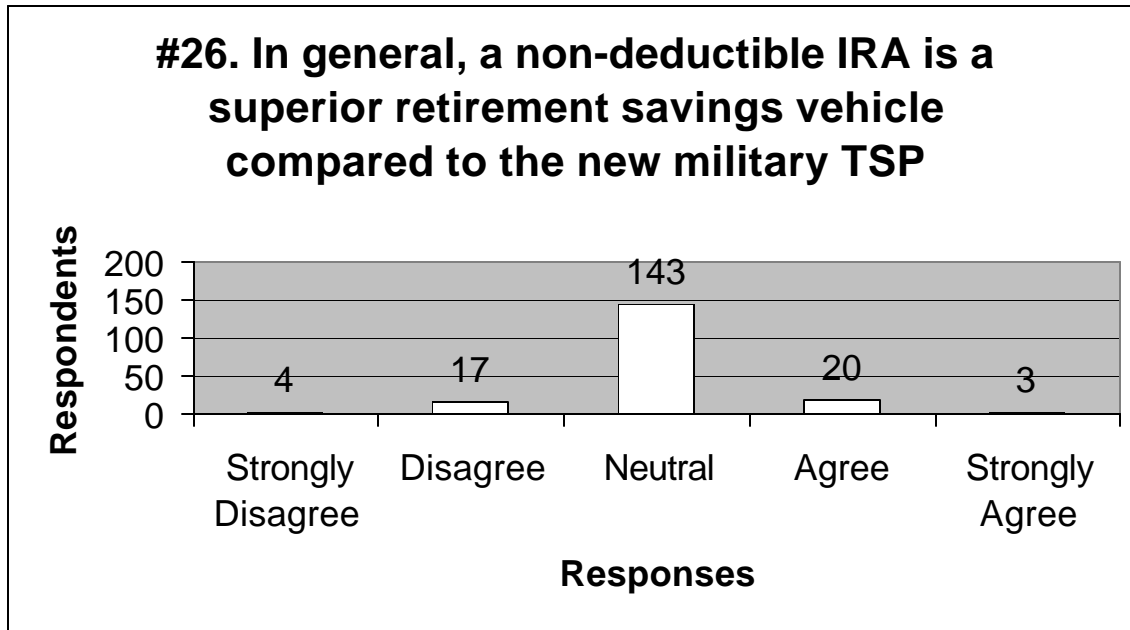 #26. In general, a non-deductible IRA is a
superior retirement savings vehicle
compared to the new military TSP
Respondents
200
150
100
50
0
4
17
143
20
3
Strongly
Disagree
Disagree
Neutral
Agree
Strongly
Agree
Responses